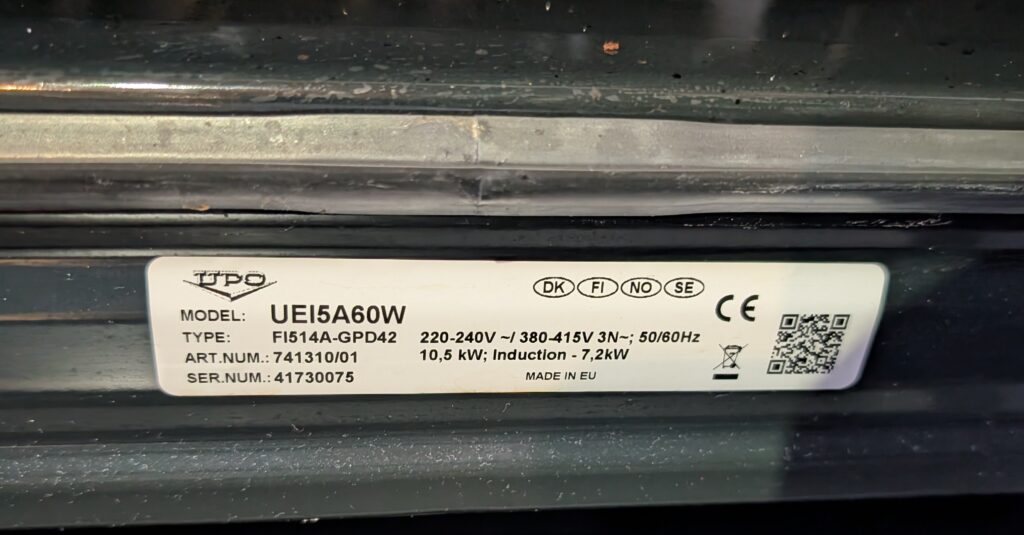 UPO
DK FI NO SE
MODEL: UEI5A60W
TYPE: FI514A-GPD42 220-240V ~/ 380-415V 3N~; 50/60Hz
ART.NUM.: 741310/01 10,5 kW; Induction - 7,2kW
SER.NUM.: 41730075 MADE IN EU
CE